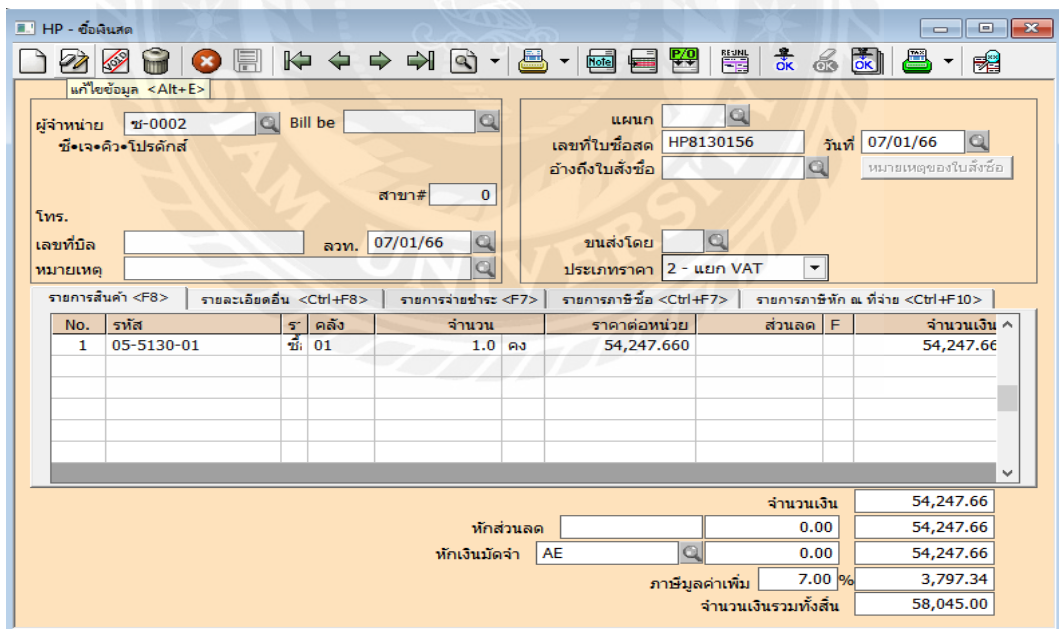 HP - ซื้อเงินสด
แก้ไขข้อมูล <Alt+E>
ผู้จำหน่าย ซ-0002 Bill be
ซี•เจ•คิว•โปรดักส์
สาขา# 0
โทร.
เลขที่บิล ลวท. 07/01/66
หมายเหตุ
แผนก
เลขที่ใบซื้อสด HP8130156 วันที่ 07/01/66
อ้างถึงใบสั่งซื้อ หมายเหตุของใบสั่งซื้อ
ขนส่งโดย
ประเภทราคา 2 - แยก VAT
รายการสินค้า <F8> รายละเอียดอื่น <Ctrl+F8> รายการจ่ายชำระ <F7> รายการภาษีซื้อ <Ctrl+F7> รายการภาษีหัก ณ ที่จ่าย <Ctrl+F10>
No. รหัส คลัง จำนวน ราคาต่อหน่วย ส่วนลด F จำนวนเงิน
1 05-5130-01 01 1.0 คง 54,247.660 54,247.66
จำนวนเงิน 54,247.66
หักส่วนลด 0.00 54,247.66
หักเงินมัดจำ AE 0.00 54,247.66
ภาษีมูลค่าเพิ่ม 7.00 % 3,797.34
จำนวนเงินรวมทั้งสิ้น 58,045.00